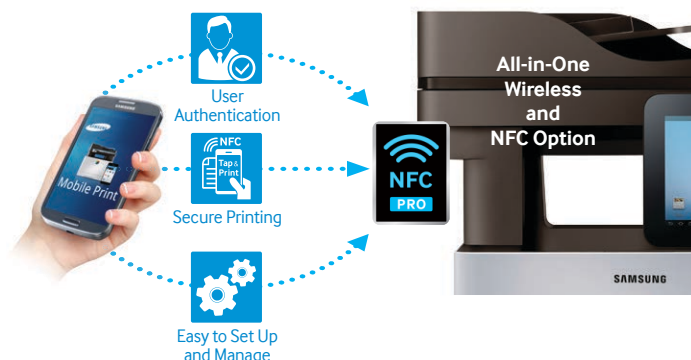 User
Authentication
NFC
Tap &
Print
Secure Printing
Easy to Set Up
and Manage
SAMSUNG
SAMSUNG
Mobile Print
NFC
PRO
All-in-One
Wireless
and
NFC Option
SAMSUNG